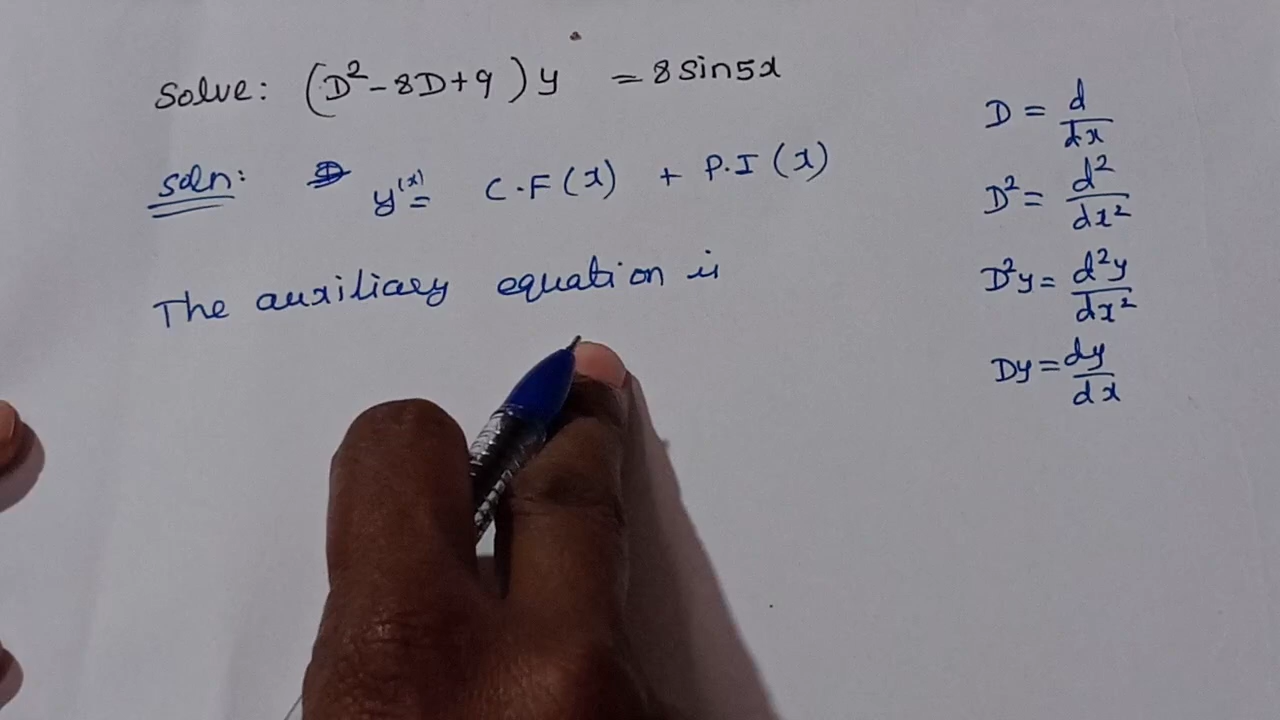 Solve: (D² - 8D + 9) y = 8 sin5x
Soln: y(x) = C.F (x) + P.I (x)
The auxiliary equation is
D = d/dx
D² = d²/dx²
D²y = d²y/dx²
Dy = dy/dx